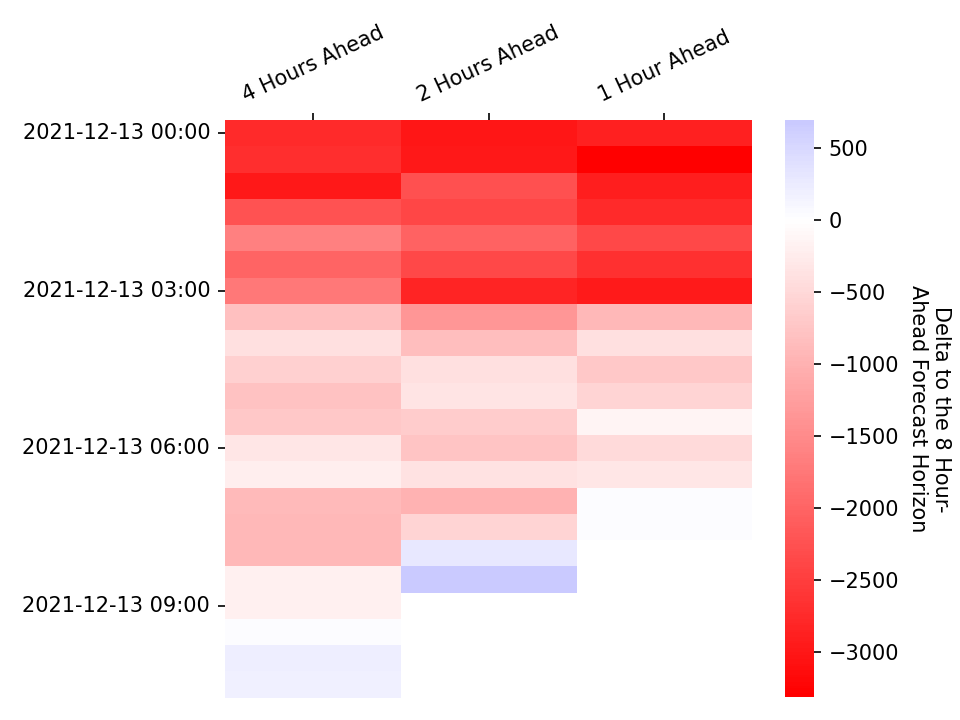 4 Hours Ahead
2 Hours Ahead
1 Hour Ahead
2021-12-13 00:00
2021-12-13 03:00
2021-12-13 06:00
2021-12-13 09:00
500
0
−500
−1000
−1500
−2000
−2500
−3000
Delta to the 8 Hour-
Ahead Forecast Horizon